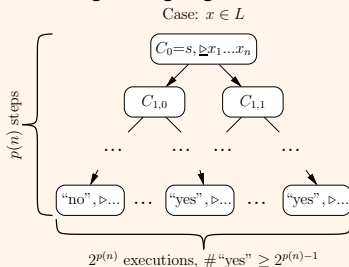 Case: x ∈ L
C₀=s, ▷x₁...xₙ
C₁,₀ C₁,₁
p(n) steps
... ... ... ...
“no”, ▷... ... “yes”, ▷... ... “yes”, ▷...
2^{p(n)} executions, #“yes” ≥ 2^{p(n)−1}